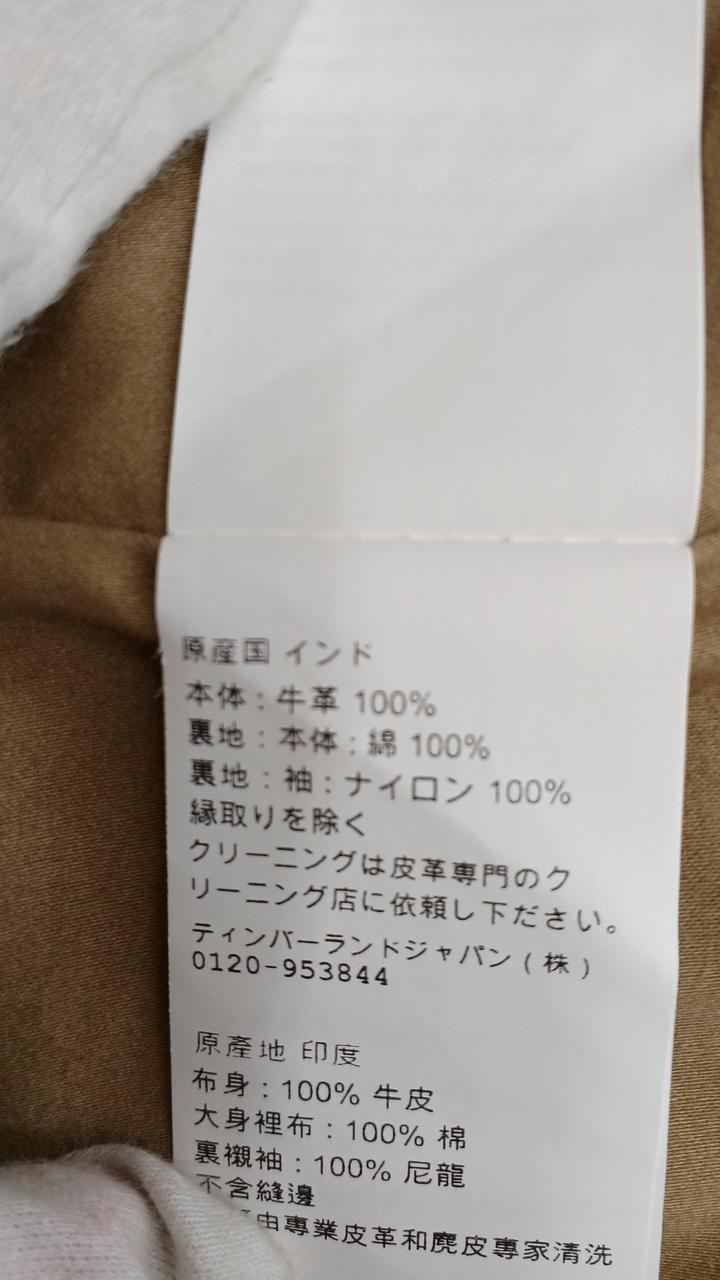 原産国 インド
本体：牛革 100%
裏地：本体：綿 100%
裏地：袖：ナイロン 100%
縁取りを除く
クリーニングは皮革専門のク
リーニング店に依頼し下ださい。
ティンバーランドジャパン（株）
0120-953844
原產地 印度
布身：100% 牛皮
大身裡布：100% 棉
裏襯袖：100% 尼龍
不含縫邊
由專業皮革和麂皮專家清洗